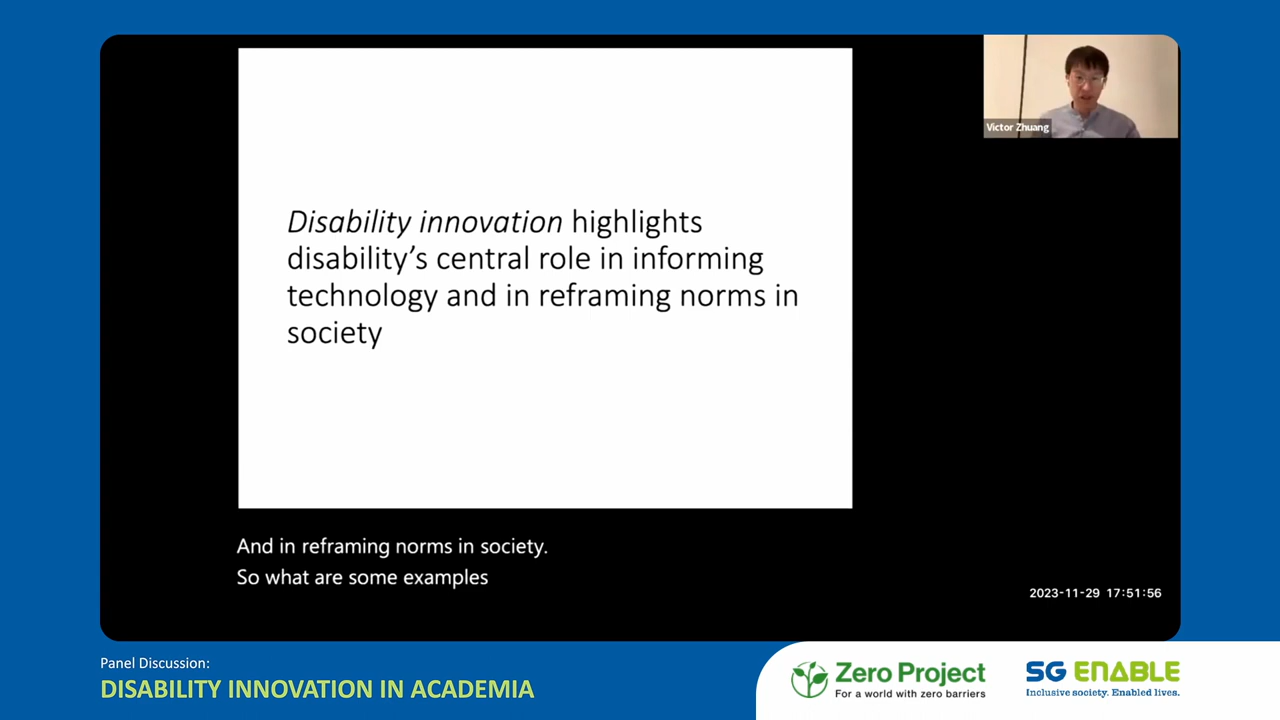 Disability innovation highlights
disability’s central role in informing
technology and in reframing norms in
society
Victor Zhuang
And in reframing norms in society.
So what are some examples
2023-11-29 17:51:56
Panel Discussion:
DISABILITY INNOVATION IN ACADEMIA
Zero Project
For a world with zero barriers
SG ENABLE
Inclusive society. Enabled lives.